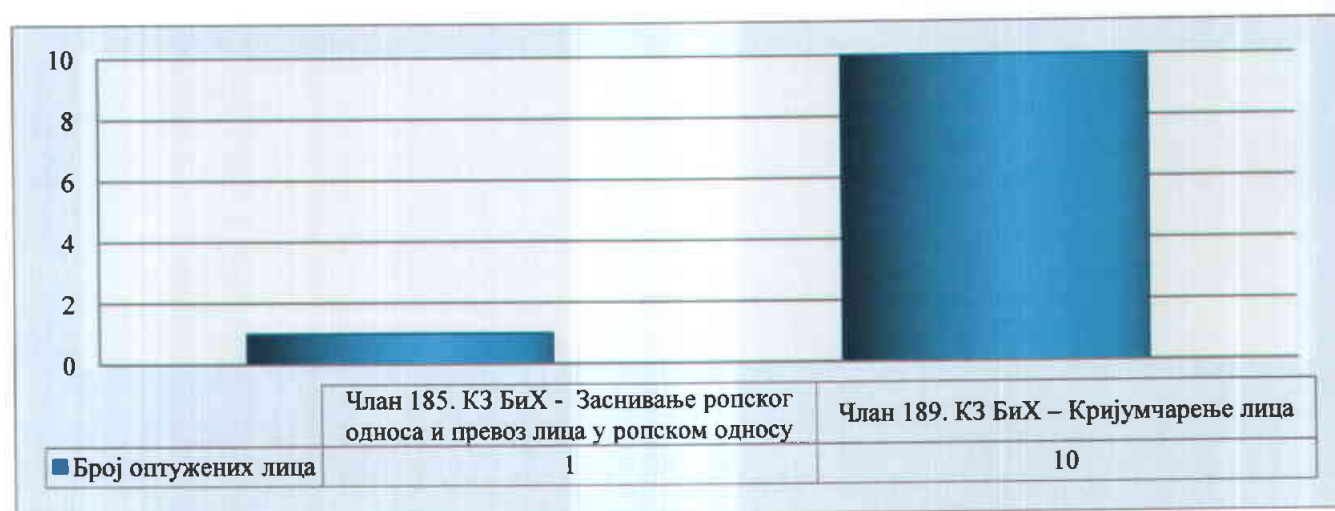 10
8
6
4
2
0
Члан 185. КЗ БиХ - Заснивање ропског
односа и превоз лица у ропском односу
Члан 189. КЗ БиХ – Кријумчарење лица
Број оптужених лица
1
10